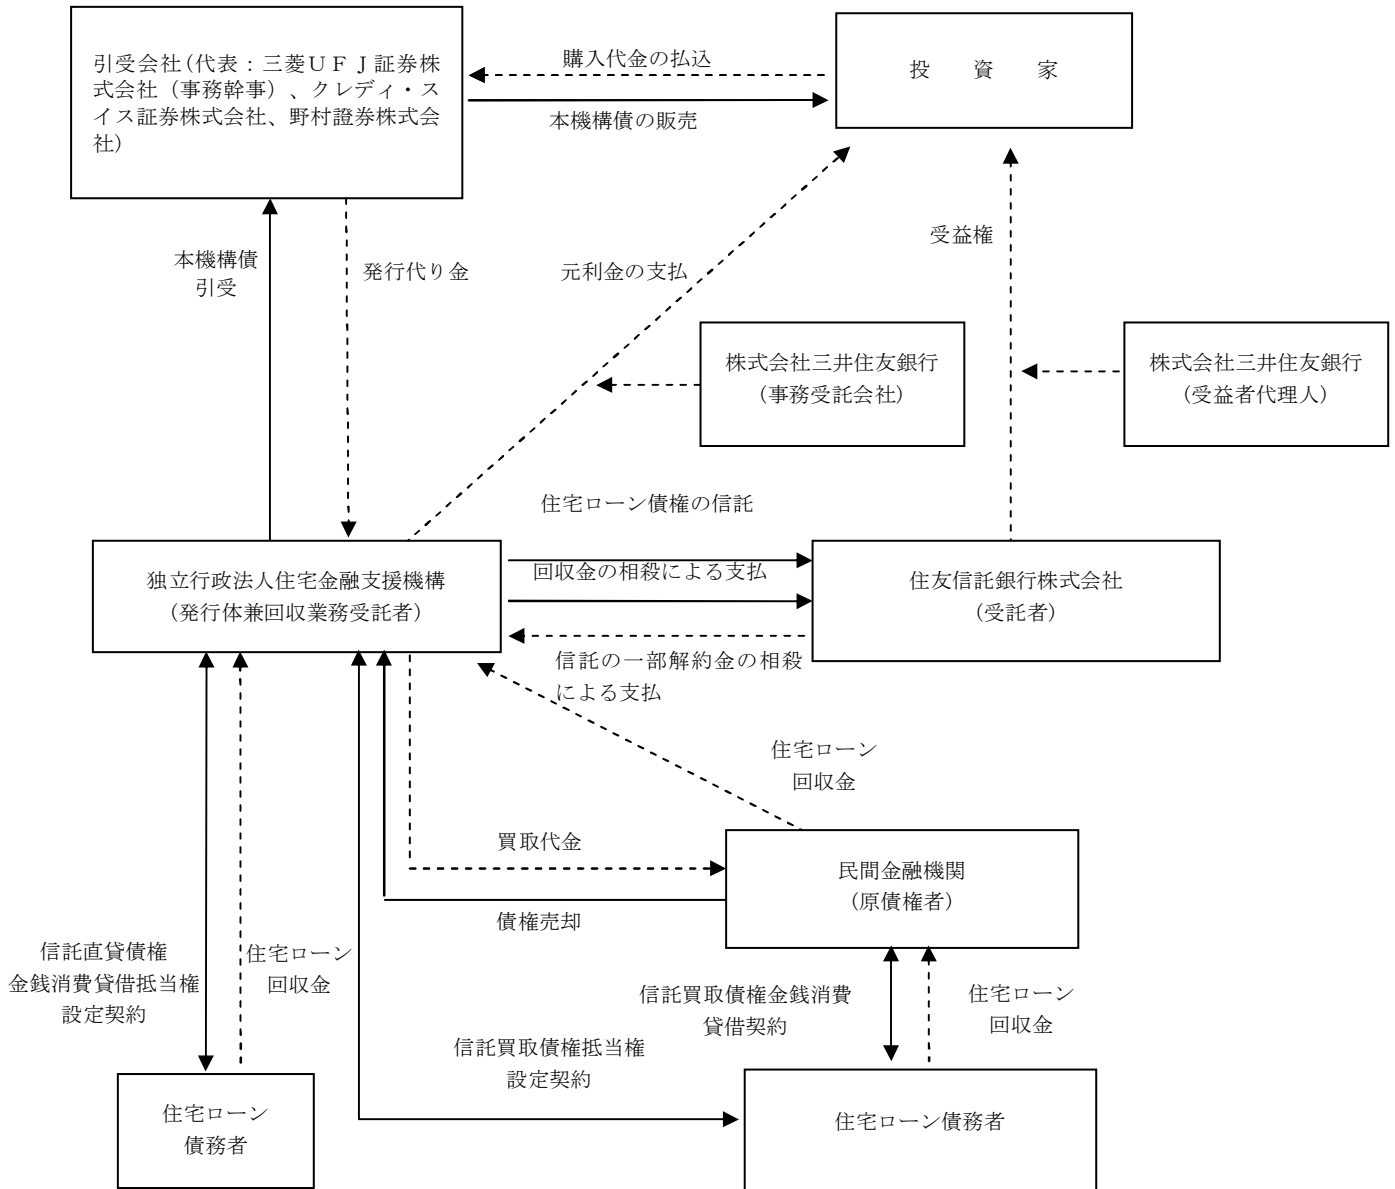 引受会社（代表：三菱ＵＦＪ証券株
式会社（事務幹事）、クレディ・ス
イス証券株式会社、野村證券株式会
社）
購入代金の払込
本機構債の販売
投　資　家
本機構債
引受
発行代り金
元利金の支払
受益権
株式会社三井住友銀行
（事務受託会社）
株式会社三井住友銀行
（受益者代理人）
住宅ローン債権の信託
独立行政法人住宅金融支援機構
（発行体兼回収業務受託者）
回収金の相殺による支払
住友信託銀行株式会社
（受託者）
信託の一部解約金の相殺
による支払
住宅ローン
回収金
買取代金
民間金融機関
（原債権者）
債権売却
信託直貸債権
金銭消費貸借抵当権
設定契約
住宅ローン
回収金
信託買取債権金銭消費
貸借契約
住宅ローン
回収金
信託買取債権抵当権
設定契約
住宅ローン
債務者
住宅ローン債務者